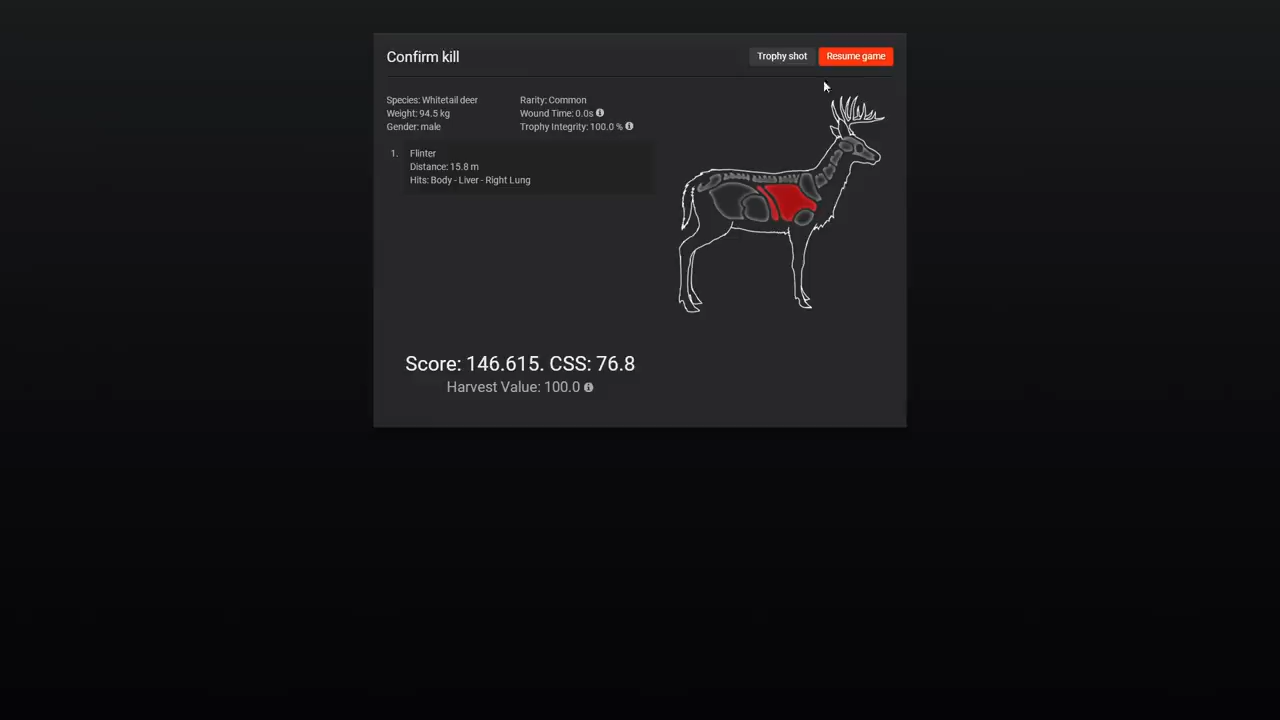 Confirm kill
Trophy shot
Resume game
Species: Whitetail deer
Weight: 94.5 kg
Gender: male
Rarity: Common
Wound Time: 0.0s
Trophy Integrity: 100.0 %
1. Flinter
Distance: 15.8 m
Hits: Body - Liver - Right Lung
Score: 146.615. CSS: 76.8
Harvest Value: 100.0